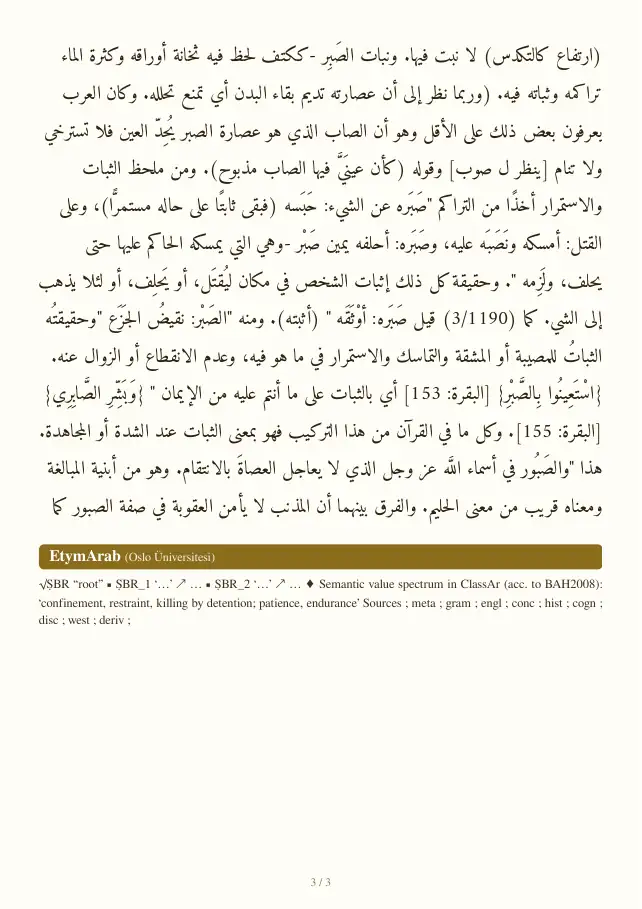 (ارتفاع كالتكدس) لا نبت فيها. ونبات الصَبِر -ككتف لحظ فيه ثخانة أوراقه وكثرة الماء
تراكمه وثباته فيه. (وربما نظر إلى أن عصارته تديم بقاء البدن أي تمنع تحلله. وكان العرب
يعرفون بعض ذلك على الأقل وهو أن الصاب الذي هو عصارة الصبر يُحِدّ العين فلا تسترخي
ولا تنام [ينظر ل صوب] وقوله (كأن عينَيَّ فيها الصاب مذبوح). ومن ملحظ الثبات
والاستمرار أخذًا من التراكم "صَبَره عن الشيء: حَبَسه (فبقى ثابتًا على حاله مستمرًّا)، وعلى
القتل: أمسكه ونَصَبَه عليه، وصَبَره: أحلفه يمين صَبْر -وهي التي يمسكه الحاكم عليها حتى
يحلف، ولَزِمه ". وحقيقة كل ذلك إثبات الشخص في مكان ليُقتَل، أو يَحلِف، أو لئلا يذهب
إلى الشي. كما (3/1190) قيل صَبَره: أوْثَقَه " (أثبته). ومنه "الصَبْر: نقيضُ الجَزَع "وحقيقتُه
الثباتُ للمصيبة أو المشقة والتماسك والاستمرار في ما هو فيه، وعدم الانقطاع أو الزوال عنه.
{اسْتَعِينُوا بِالصَّبْرِ} [البقرة: 153] أي بالثبات على ما أنتم عليه من الإيمان " {وَبَشِّرِ الصَّابِرِي}
[البقرة: 155]. وكل ما في القرآن من هذا التركيب فهو بمعنى الثبات عند الشدة أو المجاهدة.
هذا "والصَبُور في أسماء اللَّه عز وجل الذي لا يعاجل العصاةَ بالانتقام. وهو من أبنية المبالغة
ومعناه قريب من معنى الحليم. والفرق بينهما أن المذنب لا يأمن العقوبة في صفة الصبور كما
EtymArab (Oslo Üniversitesi)
√ṢBR “root” ▪ ṢBR_1 ‘…’ ↗ … ▪ ṢBR_2 ‘…’ ↗ … ♦ Semantic value spectrum in ClassAr (acc. to BAH2008):
‘confinement, restraint, killing by detention; patience, endurance’ Sources ; meta ; gram ; engl ; conc ; hist ; cogn ;
disc ; west ; deriv ;
3 / 3